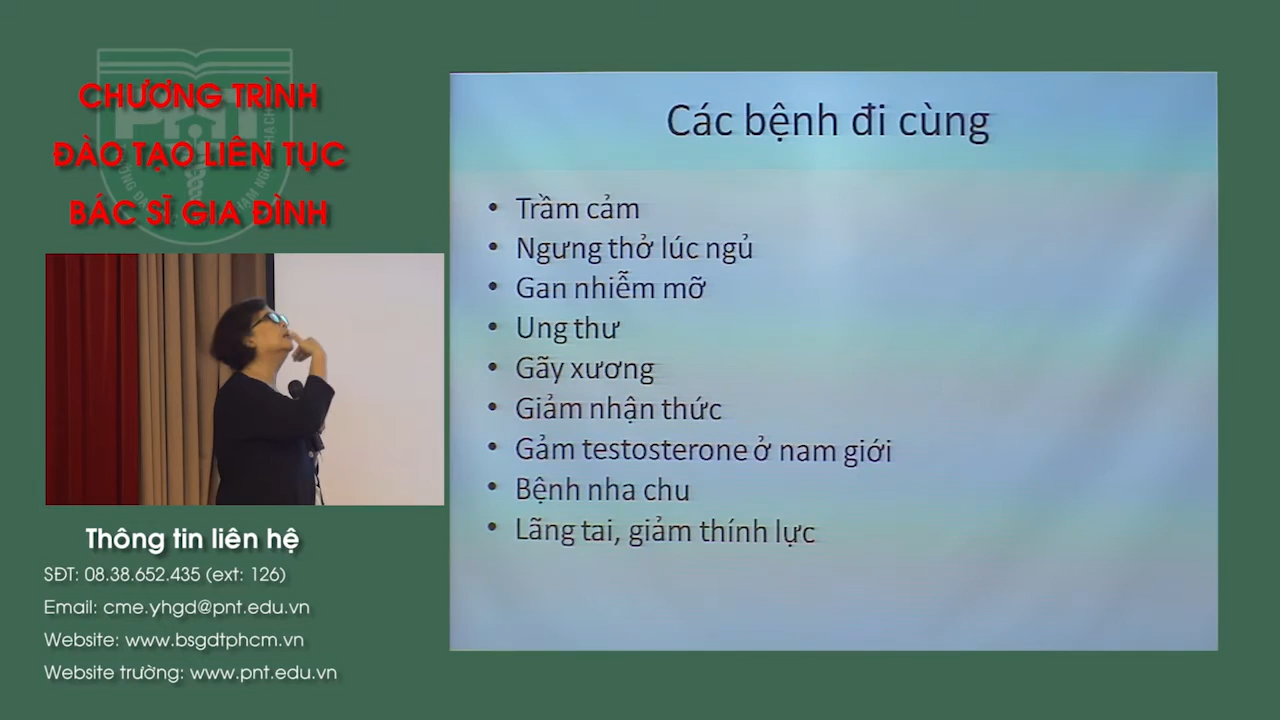 CHƯƠNG TRÌNH
ĐÀO TẠO LIÊN TỤC
BÁC SĨ GIA ĐÌNH
PNT
Thông tin liên hệ
SĐT: 08.38.652.435 (ext: 126)
Email: cme.yhgd@pnt.edu.vn
Website: www.bsgdtphcm.vn
Website trường: www.pnt.edu.vn
Các bệnh đi cùng
• Trầm cảm
• Ngưng thở lúc ngủ
• Gan nhiễm mỡ
• Ung thư
• Gãy xương
• Giảm nhận thức
• Gảm testosterone ở nam giới
• Bệnh nha chu
• Lãng tai, giảm thính lực